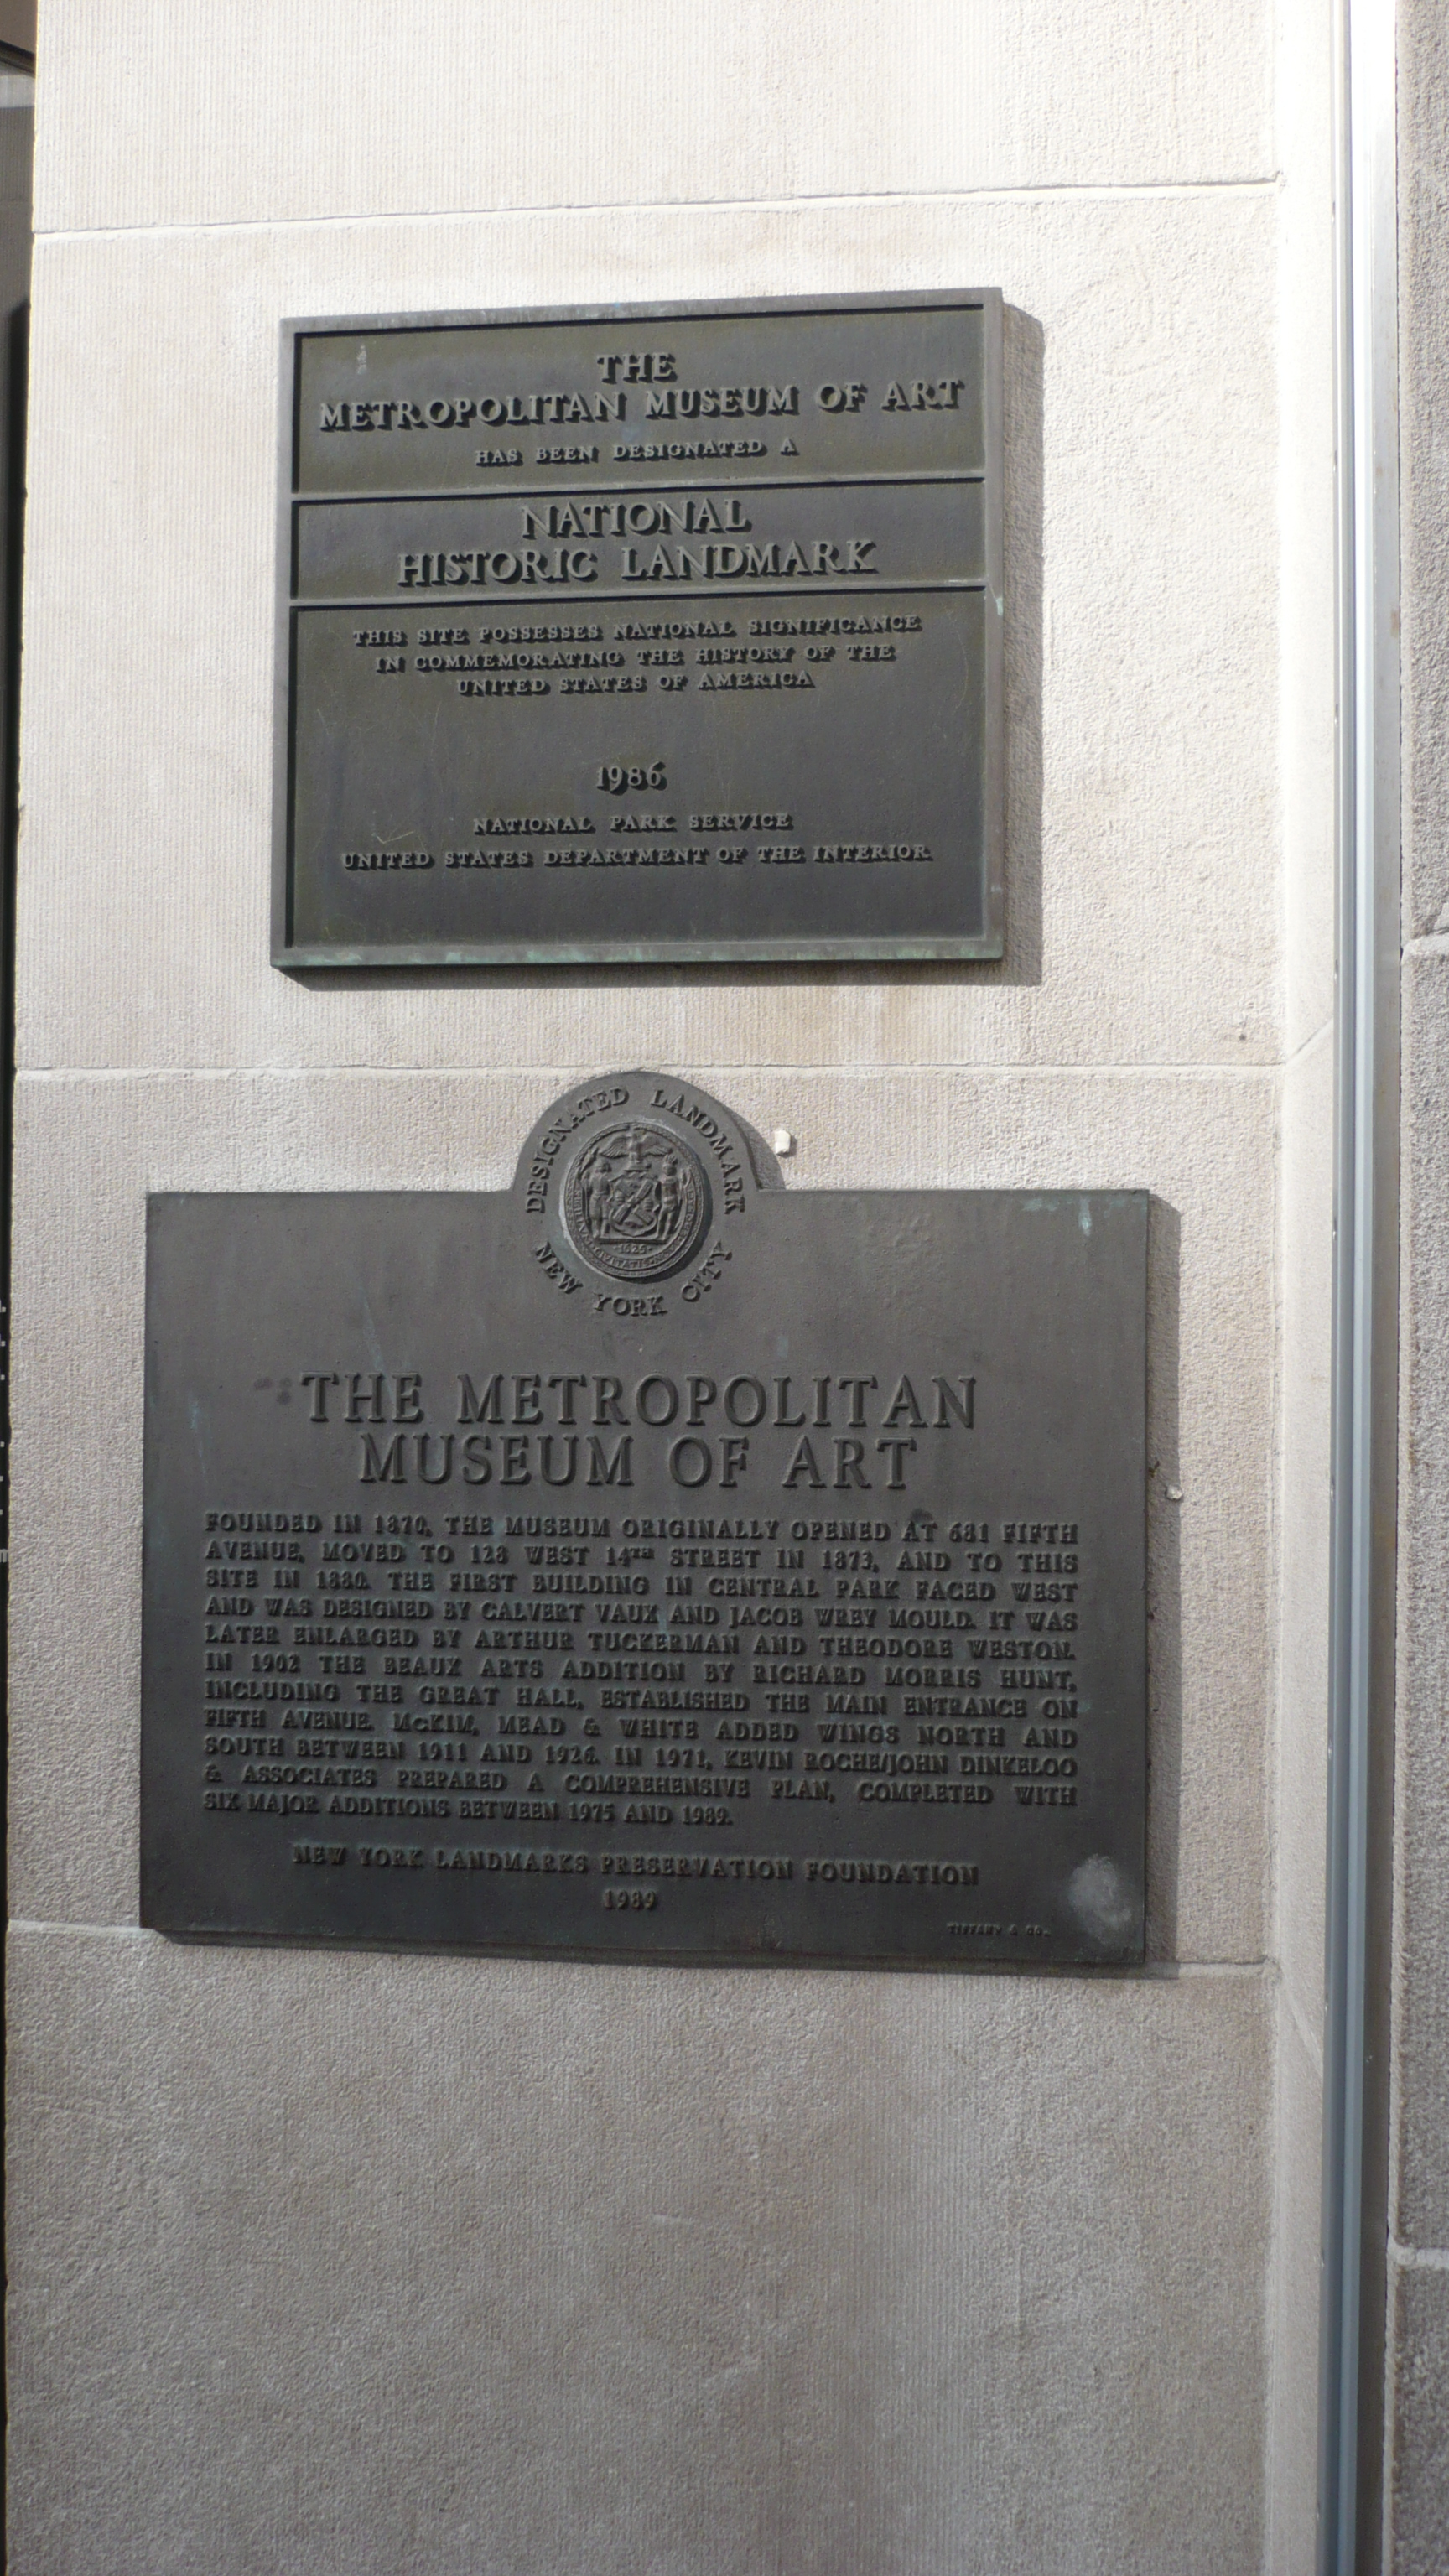 THE
METROPOLITAN MUSEUM OF ART
HAS BEEN DESIGNATED A
NATIONAL
HISTORIC LANDMARK
THIS SITE POSSESSES NATIONAL SIGNIFICANCE
IN COMMEMORATING THE HISTORY OF THE
UNITED STATES OF AMERICA
1986
NATIONAL PARK SERVICE
UNITED STATES DEPARTMENT OF THE INTERIOR
DESIGNATED LANDMARK
1625
NEW YORK CITY
THE METROPOLITAN
MUSEUM OF ART
FOUNDED IN 1870, THE MUSEUM ORIGINALLY OPENED AT 681 FIFTH
AVENUE, MOVED TO 128 WEST 14TH STREET IN 1873, AND TO THIS
SITE IN 1880. THE FIRST BUILDING IN CENTRAL PARK FACED WEST
AND WAS DESIGNED BY CALVERT VAUX AND JACOB WREY MOULD. IT WAS
LATER ENLARGED BY ARTHUR TUCKERMAN AND THEODORE WESTON.
IN 1902 THE BEAUX ARTS ADDITION BY RICHARD MORRIS HUNT,
INCLUDING THE GREAT HALL, ESTABLISHED THE MAIN ENTRANCE ON
FIFTH AVENUE. McKIM, MEAD & WHITE ADDED WINGS NORTH AND
SOUTH BETWEEN 1911 AND 1926. IN 1971, KEVIN ROCHE/JOHN DINKELOO
& ASSOCIATES PREPARED A COMPREHENSIVE PLAN, COMPLETED WITH
SIX MAJOR ADDITIONS BETWEEN 1975 AND 1989.
NEW YORK LANDMARKS PRESERVATION FOUNDATION
1989
TIFFANY & CO.